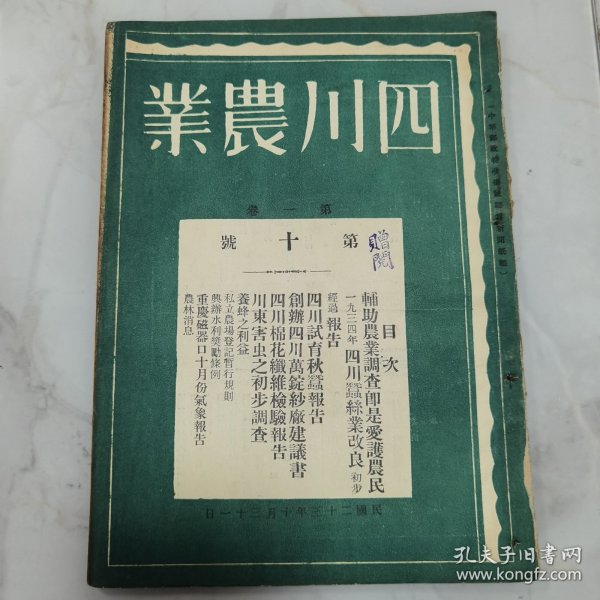 四川農業
第一卷
第十號
贈閱
目次
輔助農業調查卽是愛護農民
一九三四年四川蠶絲業改良初步
經過報告
四川試育秋蠶報告
創辦四川萬錠紗廠建議書
四川棉花纖維檢驗報告
川東害虫之初步調查
養蜂之利益
私立農場登記暫行規則
興辦水利獎勵條例
重慶磁器口十月份氣象報告
農林消息
民國二十三年十月三十一日
孔夫子旧书网
www.kongfz.com